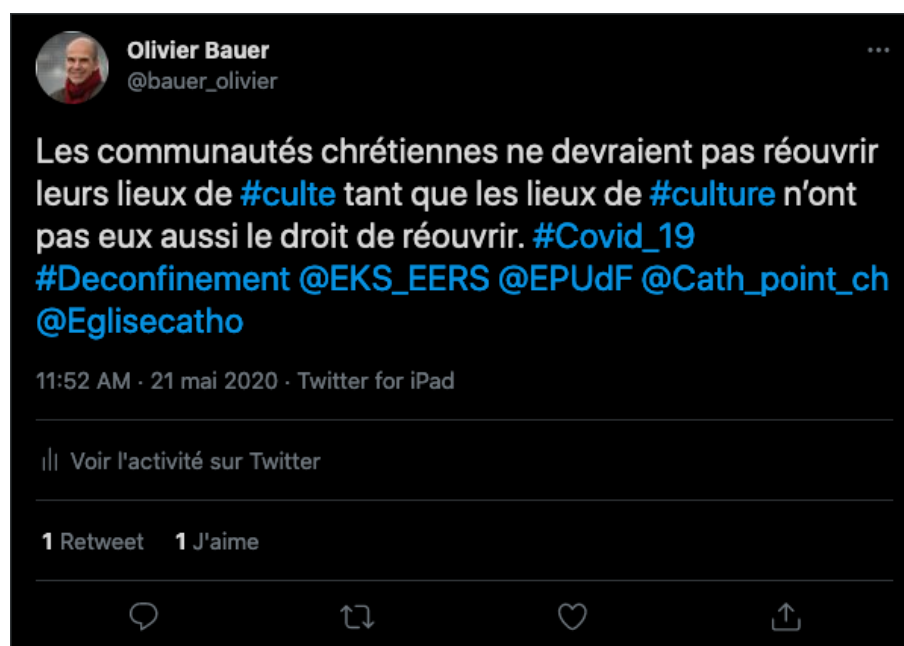 Olivier Bauer
@bauer_olivier
Les communautés chrétiennes ne devraient pas réouvrir
leurs lieux de #culte tant que les lieux de #culture n’ont
pas eux aussi le droit de réouvrir. #Covid_19
#Deconfinement @EKS_EERS @EPUdF @Cath_point_ch
@Eglisecatho
11:52 AM · 21 mai 2020 · Twitter for iPad
Voir l'activité sur Twitter
1 Retweet 1 J'aime